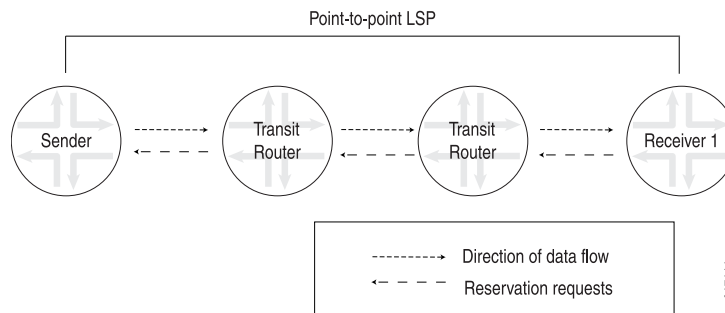 Point-to-point LSP
Sender
Transit
Router
Transit
Router
Receiver 1
Direction of data flow
Reservation requests